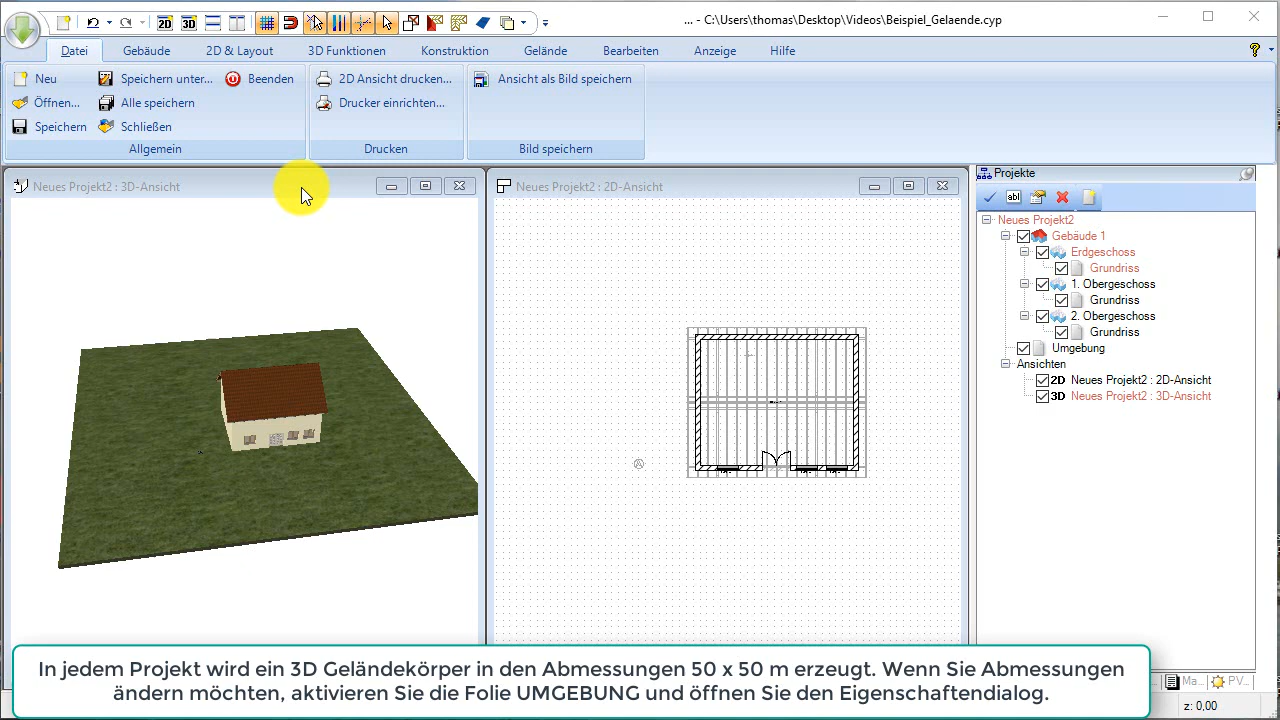 2D 3D
... - C:\Users\thomas\Desktop\Videos\Beispiel_Gelaende.cyp
Datei Gebäude 2D & Layout 3D Funktionen Konstruktion Gelände Bearbeiten Anzeige Hilfe
Neu Speichern unter... Beenden 2D Ansicht drucken... Ansicht als Bild speichern
Öffnen... Alle speichern Drucker einrichten...
Speichern Schließen
Allgemein Drucken Bild speichern
Neues Projekt2 : 3D-Ansicht
Neues Projekt2 : 2D-Ansicht
Projekte
abl
Neues Projekt2
Gebäude 1
Erdgeschoss
Grundriss
1. Obergeschoss
Grundriss
2. Obergeschoss
Grundriss
Umgebung
Ansichten
2D Neues Projekt2 : 2D-Ansicht
3D Neues Projekt2 : 3D-Ansicht
In jedem Projekt wird ein 3D Geländekörper in den Abmessungen 50 x 50 m erzeugt. Wenn Sie Abmessungen
ändern möchten, aktivieren Sie die Folie UMGEBUNG und öffnen Sie den Eigenschaftendialog.
Ma... PV...
z: 0,00